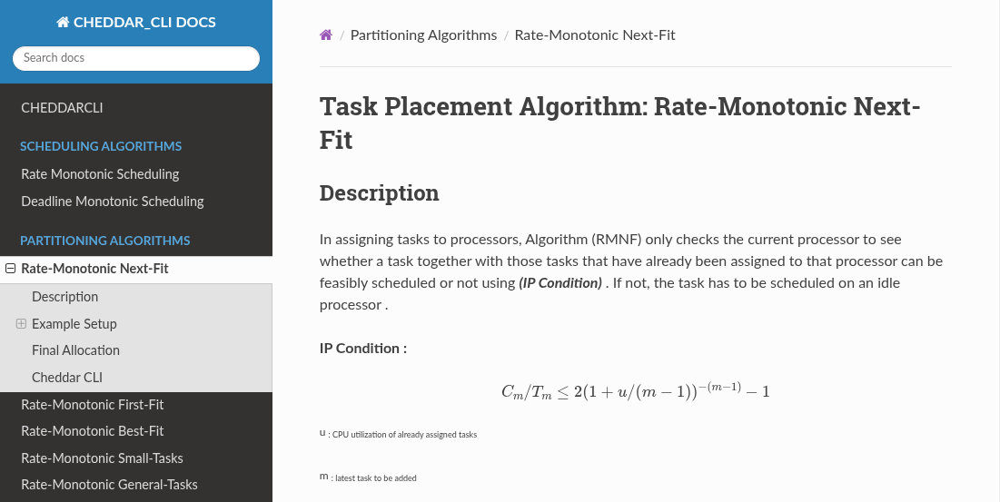 CHEDDAR_CLI DOCS
Search docs
CHEDDARCLI
SCHEDULING ALGORITHMS
Rate Monotonic Scheduling
Deadline Monotonic Scheduling
PARTITIONING ALGORITHMS
Rate-Monotonic Next-Fit
Description
Example Setup
Final Allocation
Cheddar CLI
Rate-Monotonic First-Fit
Rate-Monotonic Best-Fit
Rate-Monotonic Small-Tasks
Rate-Monotonic General-Tasks
/ Partitioning Algorithms / Rate-Monotonic Next-Fit
Task Placement Algorithm: Rate-Monotonic Next-
Fit
Description
In assigning tasks to processors, Algorithm (RMNF) only checks the current processor to see
whether a task together with those tasks that have already been assigned to that processor can be
feasibly scheduled or not using (IP Condition) . If not, the task has to be scheduled on an idle
processor .
IP Condition :
C_m/T_m ≤ 2(1 + u/(m − 1))^{−(m−1)} − 1
u : CPU utilization of already assigned tasks
m : latest task to be added